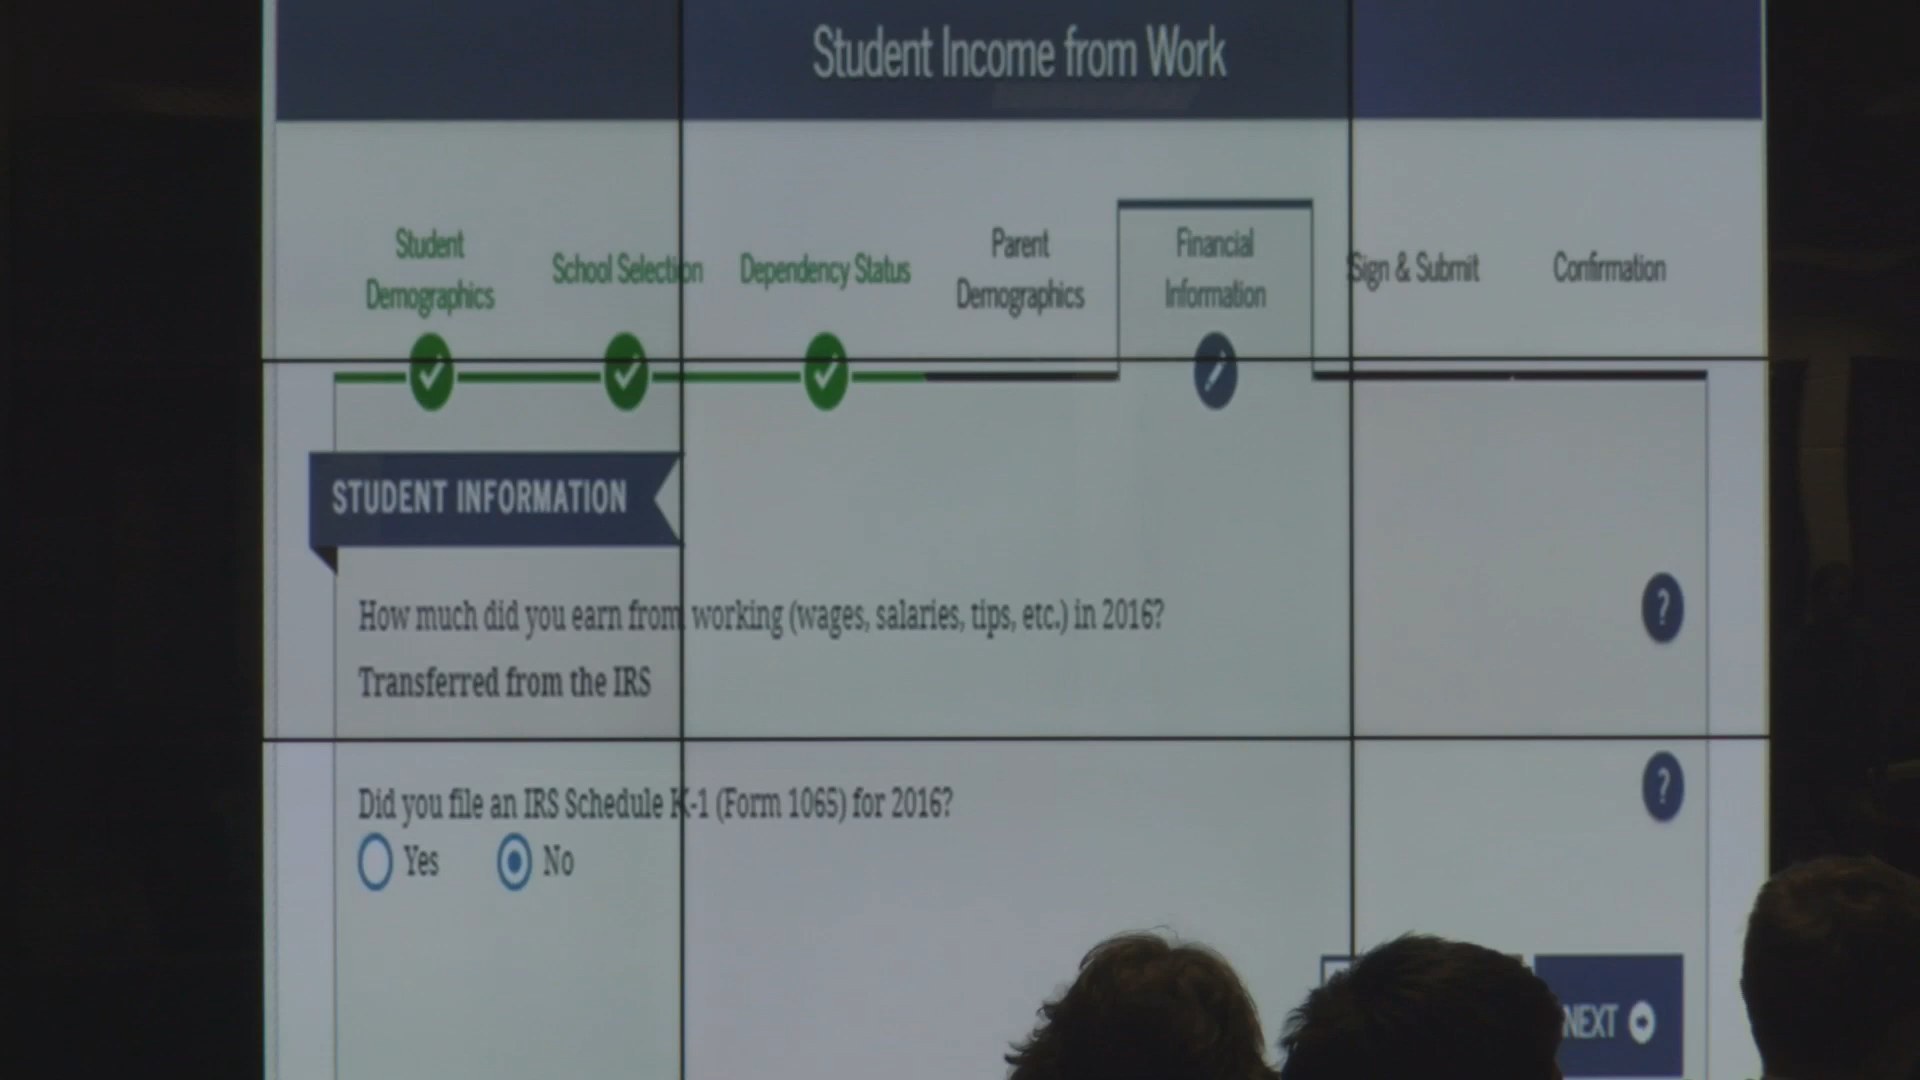 Student Income from Work
Student
Demographics
School Selection
Dependency Status
Parent
Demographics
Financial
Information
Sign & Submit
Confirmation
STUDENT INFORMATION
How much did you earn from working (wages, salaries, tips, etc.) in 2016?
?
Transferred from the IRS
Did you file an IRS Schedule K-1 (Form 1065) for 2016?
?
Yes
No
NEXT